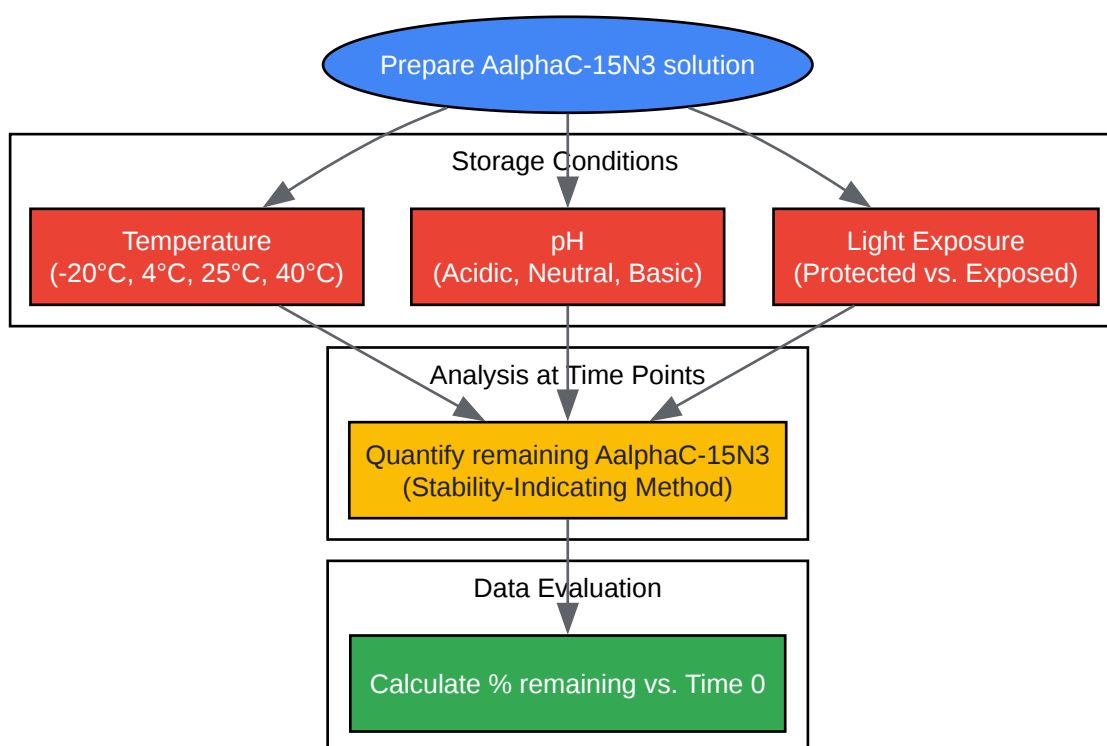 Prepare AalphaC-15N3 solution
Storage Conditions
Temperature
(-20°C, 4°C, 25°C, 40°C)
pH
(Acidic, Neutral, Basic)
Light Exposure
(Protected vs. Exposed)
Analysis at Time Points
Quantify remaining AalphaC-15N3
(Stability-Indicating Method)
Data Evaluation
Calculate % remaining vs. Time 0